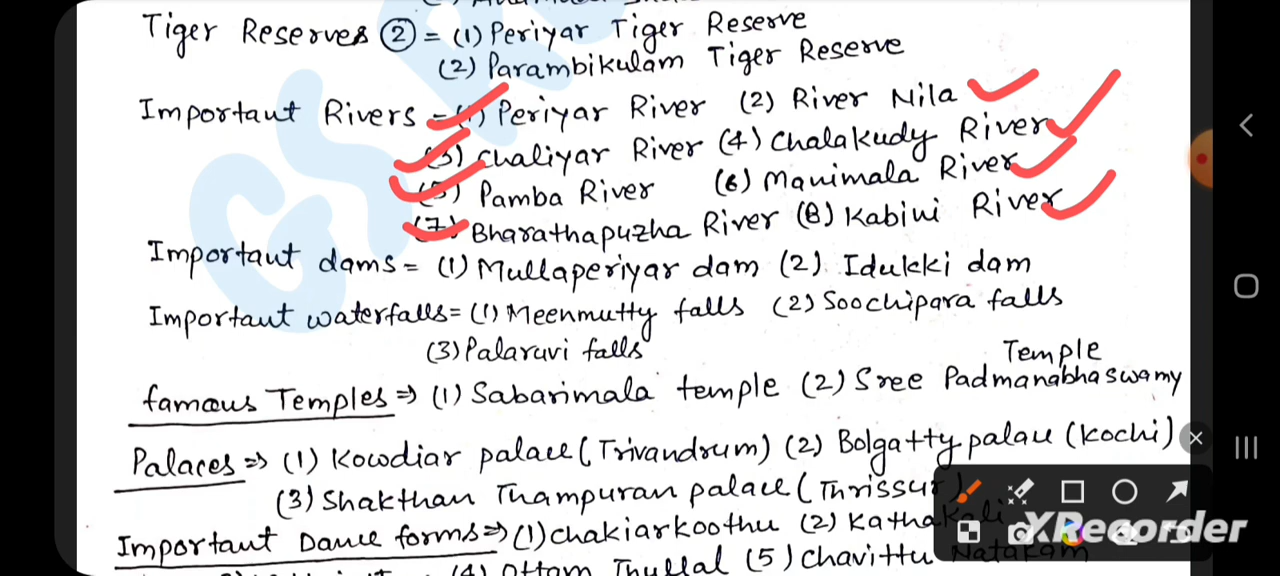 Tiger Reserves (2) = (1) Periyar Tiger Reserve
(2) Parambikulam Tiger Reserve
Important Rivers = (1) Periyar River (2) River Nila
(3) Chaliyar River (4) Chalakudy River
(5) Pamba River (6) Manimala River
(7) Bharathapuzha River (8) Kabini River
Important dams = (1) Mullaperiyar dam (2) Idukki dam
Important waterfalls = (1) Meenmutty falls (2) Soochipara falls
(3) Palaruvi falls
Temple
famous Temples => (1) Sabarimala temple (2) Sree Padmanabhaswamy
Palaces => (1) Kowdiar palace (Trivandrum) (2) Bolgatty palace (Kochi)
(3) Shakthan Thampuran palace (Thrissur)
Important Dance forms => (1) chakiarkoothu (2) Kathakali
(4) Ottam Thullal (5) Chavittu Natakam
XRecorder